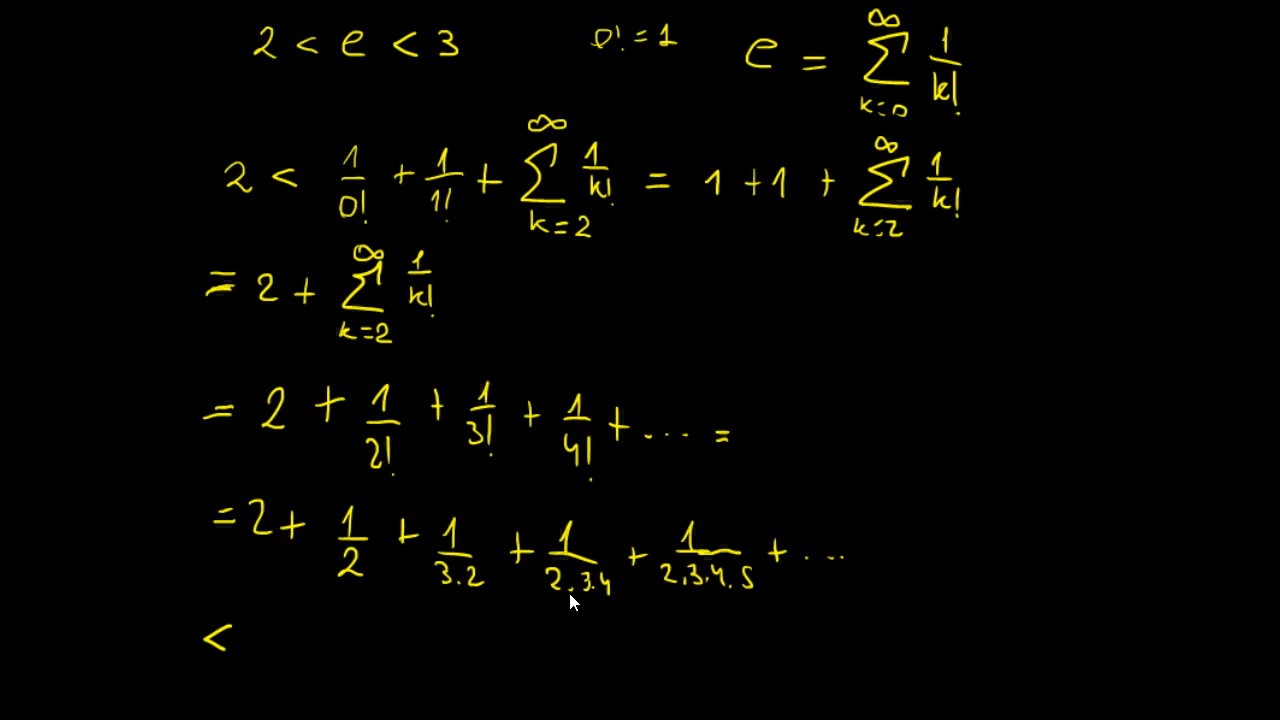 2 < e < 3 0! = 1 e = ∞ ∑ k=0 1/k!
2 < 1/0! + 1/1! + ∞ ∑ k=2 1/k! = 1 + 1 + ∞ ∑ k=2 1/k!
= 2 + ∞ ∑ k=2 1/k!
= 2 + 1/2! + 1/3! + 1/4! + ... =
= 2 + 1/2 + 1/3.2 + 1/2.3.4 + 1/2.3.4.5 + ...
<